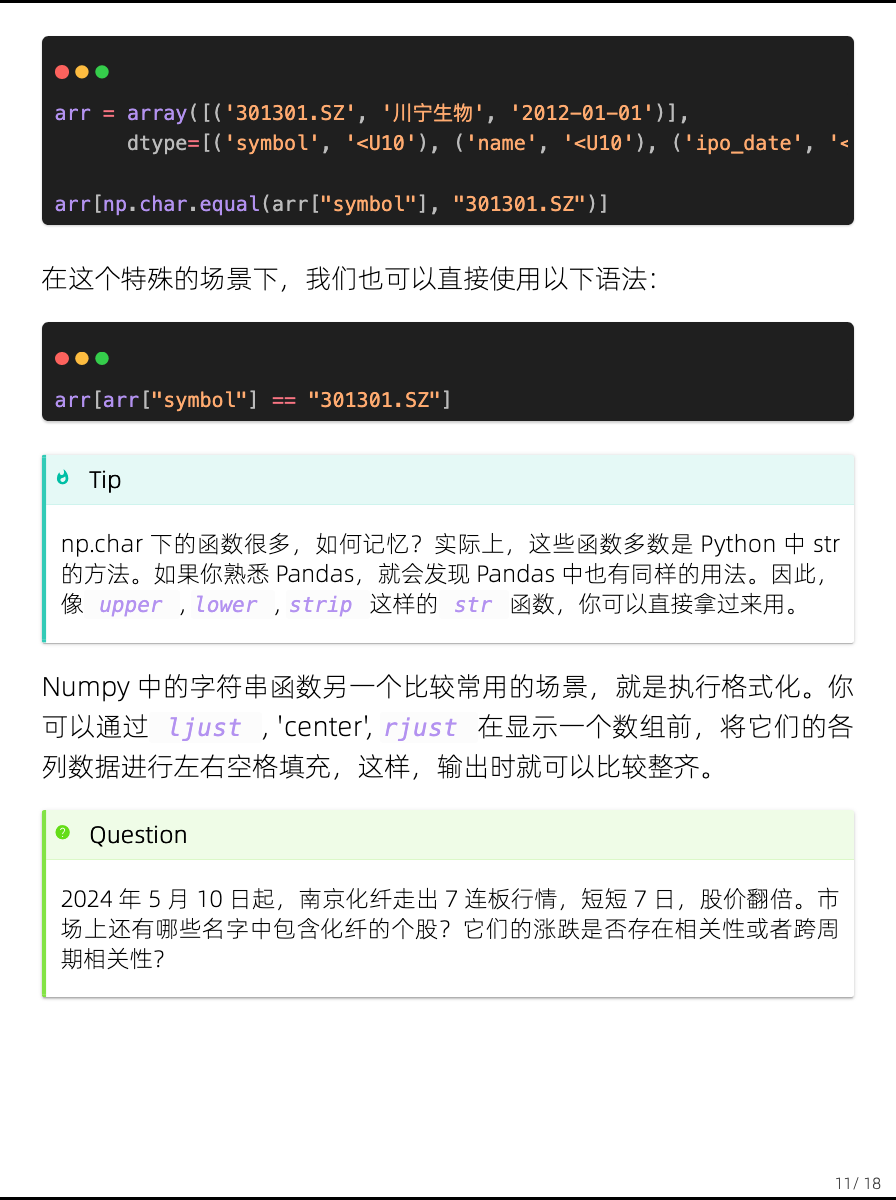 arr = array([('301301.SZ', '川宁生物', '2012-01-01')],
dtype=[('symbol', '<U10'), ('name', '<U10'), ('ipo_date', '<
arr[np.char.equal(arr["symbol"], "301301.SZ")]
在这个特殊的场景下，我们也可以直接使用以下语法：
arr[arr["symbol"] == "301301.SZ"]
Tip
np.char 下的函数很多，如何记忆？实际上，这些函数多数是 Python 中 str
的方法。如果你熟悉 Pandas，就会发现 Pandas 中也有同样的用法。因此，
像 upper , lower , strip 这样的 str 函数，你可以直接拿过来用。
Numpy 中的字符串函数另一个比较常用的场景，就是执行格式化。你
可以通过 ljust , 'center', rjust 在显示一个数组前，将它们的各
列数据进行左右空格填充，这样，输出时就可以比较整齐。
Question
2024 年 5 月 10 日起，南京化纤走出 7 连板行情，短短 7 日，股价翻倍。市
场上还有哪些名字中包含化纤的个股？它们的涨跌是否存在相关性或者跨周
期相关性？
11/ 18